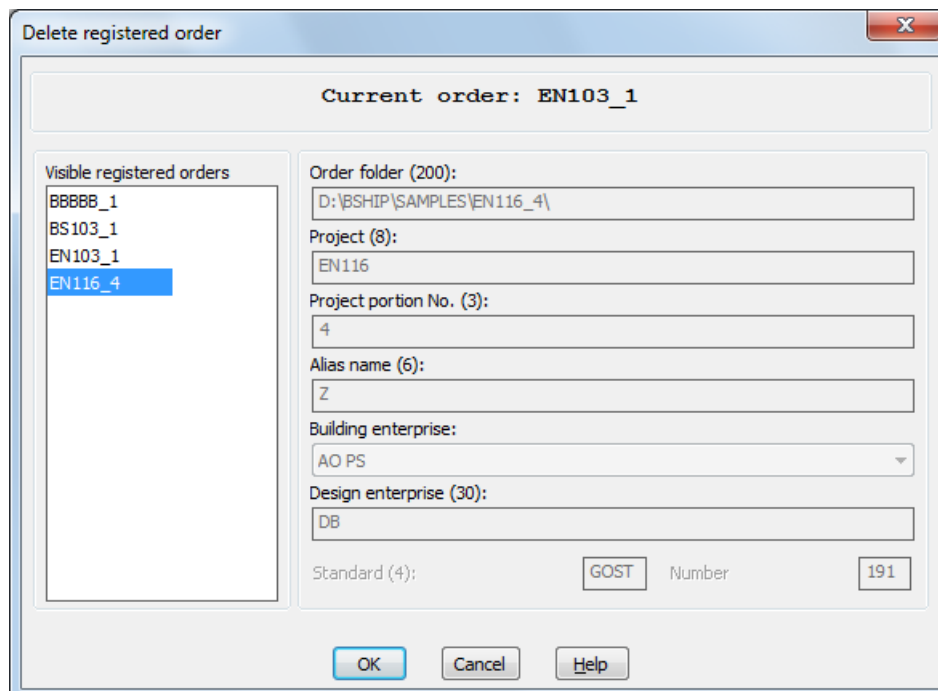 Delete registered order
Current order: EN103_1
Visible registered orders
BBBBB_1
BS103_1
EN103_1
EN116_4
Order folder (200):
D:\BSHIP\SAMPLES\EN116_4\
Project (8):
EN116
Project portion No. (3):
4
Alias name (6):
Z
Building enterprise:
AO PS
Design enterprise (30):
DB
Standard (4): GOST Number 191
OK Cancel Help